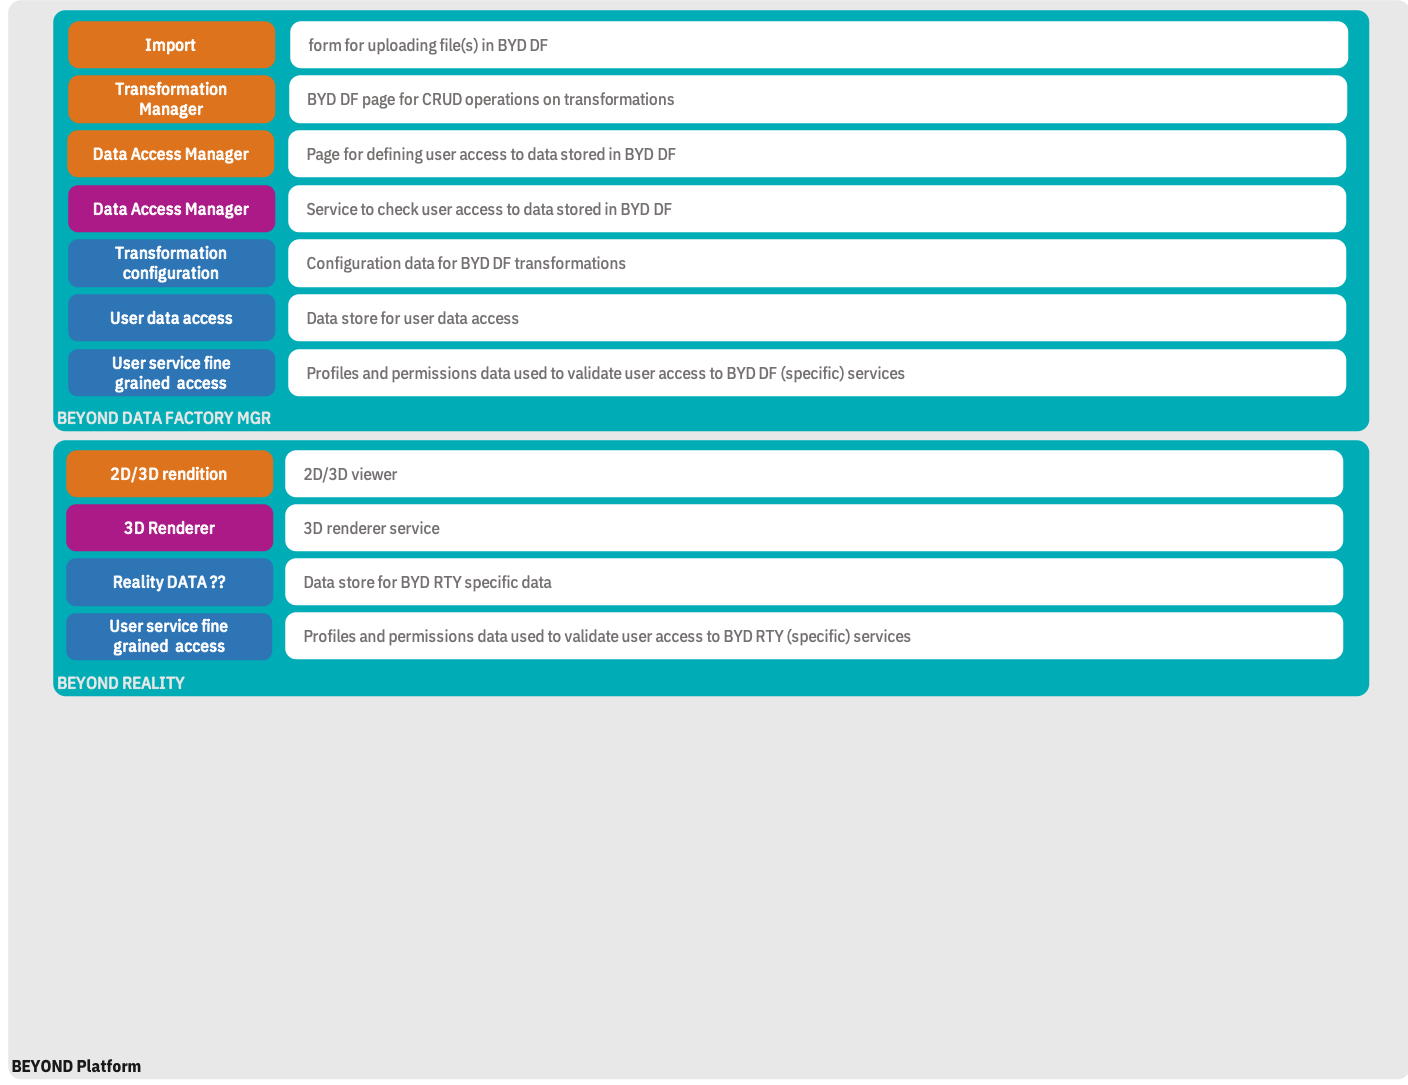 Import
form for uploading file(s) in BYD DF
Transformation
Manager
BYD DF page for CRUD operations on transformations
Data Access Manager
Page for defining user access to data stored in BYD DF
Data Access Manager
Service to check user access to data stored in BYD DF
Transformation
configuration
Configuration data for BYD DF transformations
User data access
Data store for user data access
User service fine
grained  access
Profiles and permissions data used to validate user access to BYD DF (specific) services
BEYOND DATA FACTORY MGR
2D/3D rendition
2D/3D viewer
3D Renderer
3D renderer service
Reality DATA ??
Data store for BYD RTY specific data
User service fine
grained  access
Profiles and permissions data used to validate user access to BYD RTY (specific) services
BEYOND REALITY
BEYOND Platform